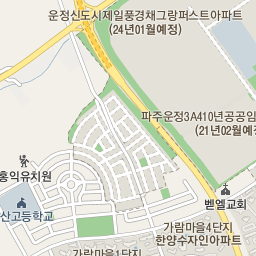 운정신도시제일풍경채그랑퍼스트아파트
(24년01월예정)
파주운정3A410년공공임
(21년02월예정)
홍익유치원
산고등학교
벧엘교회
가람마을4단지
한양수자인아파트
가람마을1단지